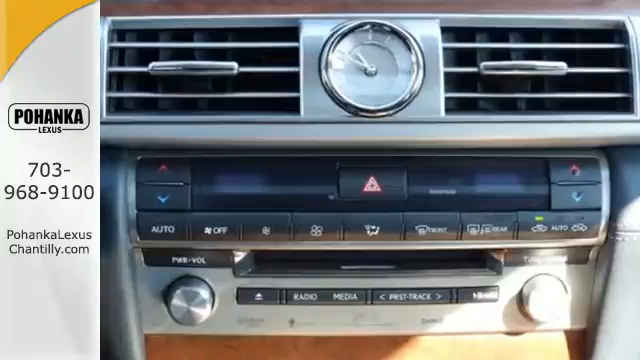 POHANKA
LEXUS
703-
968-9100
PohankaLexus
Chantilly.com
AUTO
OFF
FRONT
REAR
AUTO
PWR•VOL
RADIO MEDIA
< PRST-TRACK >